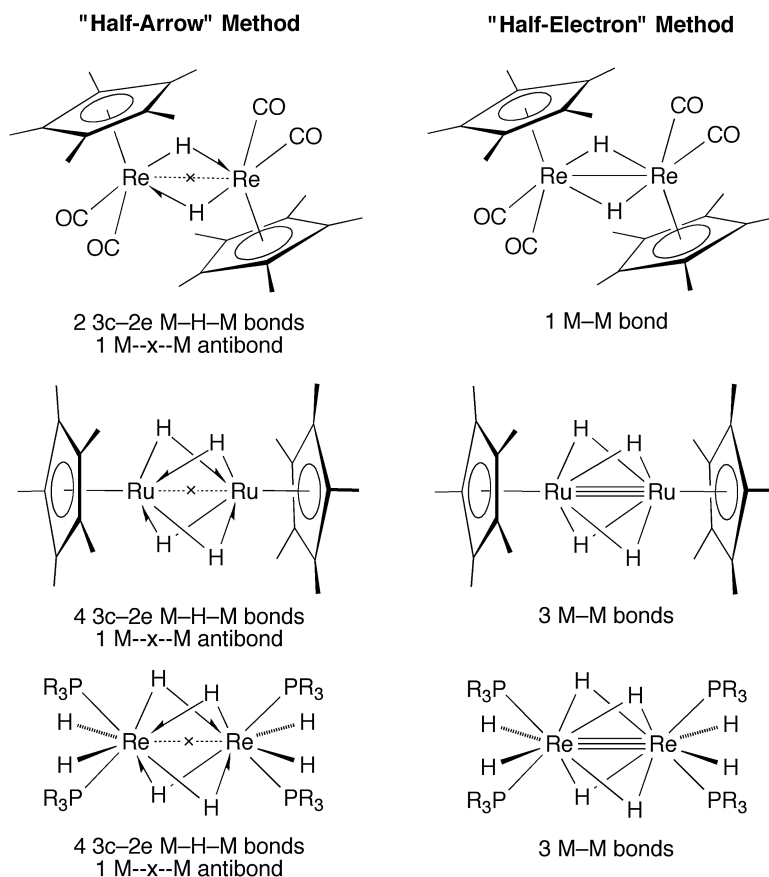 "Half-Arrow" Method
"Half-Electron" Method
CO
CO
H
Re
x
Re
H
OC
OC
2 3c–2e M–H–M bonds
1 M--x--M antibond
CO
CO
H
Re
Re
H
OC
OC
1 M–M bond
H
H
Ru
x
Ru
H
H
4 3c–2e M–H–M bonds
1 M--x--M antibond
H
H
Ru
Ru
H
H
3 M–M bonds
R3P
H
H
PR3
H
H
Re
x
Re
H
H
R3P
H
H
PR3
4 3c–2e M–H–M bonds
1 M--x--M antibond
R3P
H
H
PR3
H
H
Re
Re
H
H
R3P
H
H
PR3
3 M–M bonds